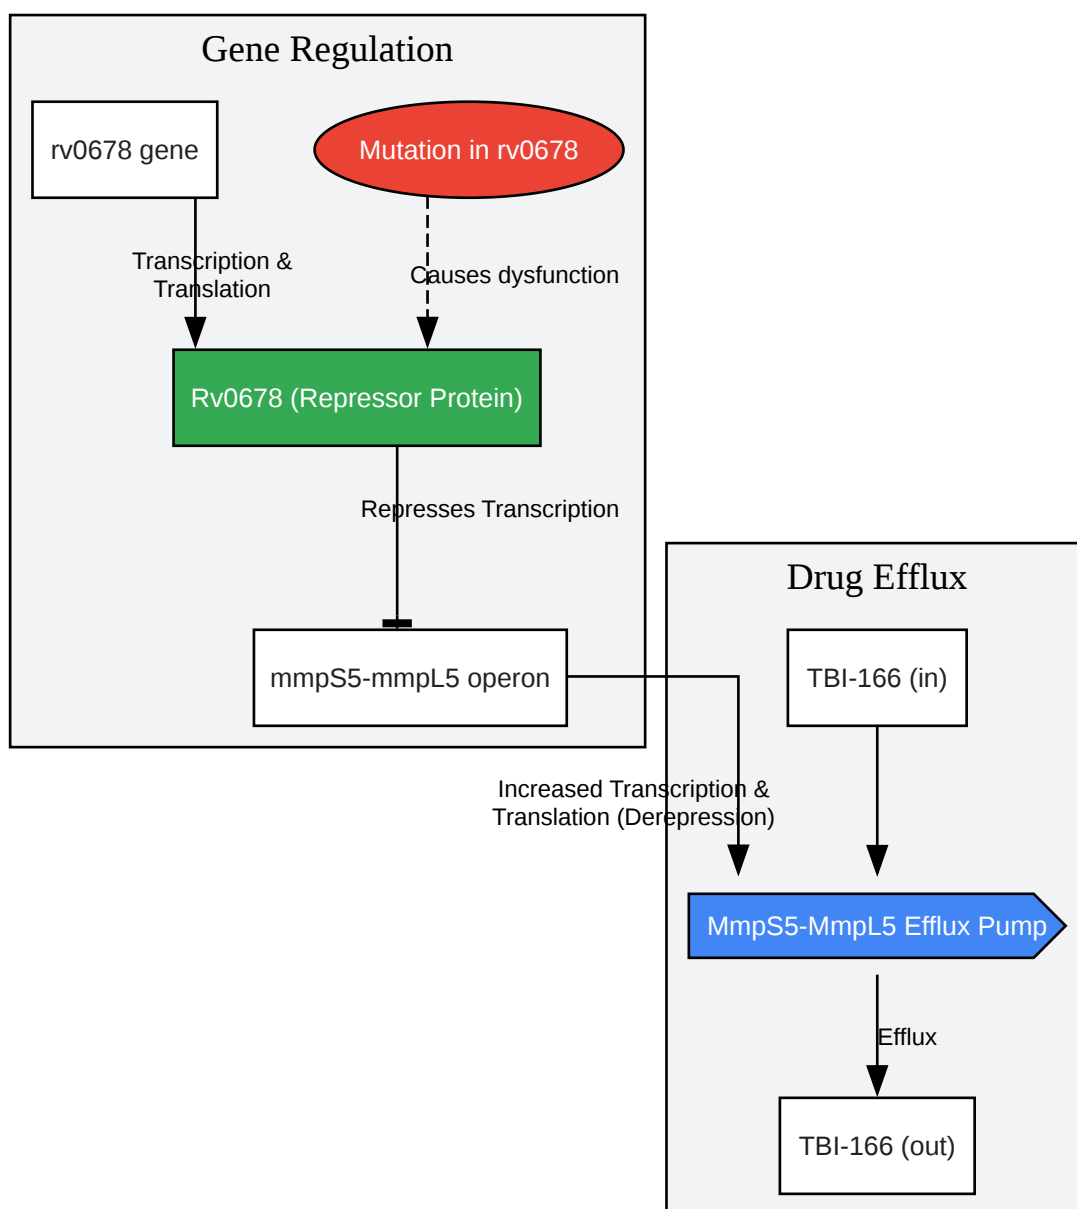 Gene Regulation
rv0678 gene
Mutation in rv0678
Transcription &
Translation
Causes dysfunction
Rv0678 (Repressor Protein)
Represses Transcription
mmpS5-mmpL5 operon
Drug Efflux
TBI-166 (in)
Increased Transcription &
Translation (Derepression)
MmpS5-MmpL5 Efflux Pump
Efflux
TBI-166 (out)